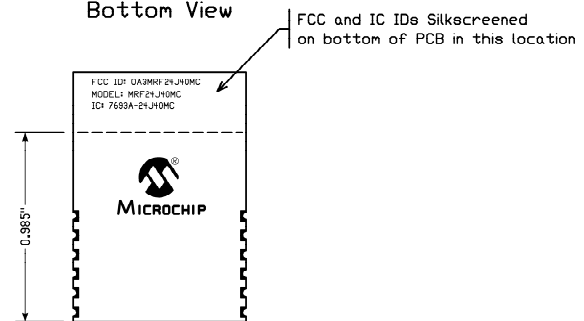 Bottom View
FCC and IC IDs Silkscreened
on bottom of PCB in this location
FCC ID: OA3MRF24J40MC
MODEL: MRF24J40MC
IC: 7693A-24J40MC
®
MICROCHIP
0.985"